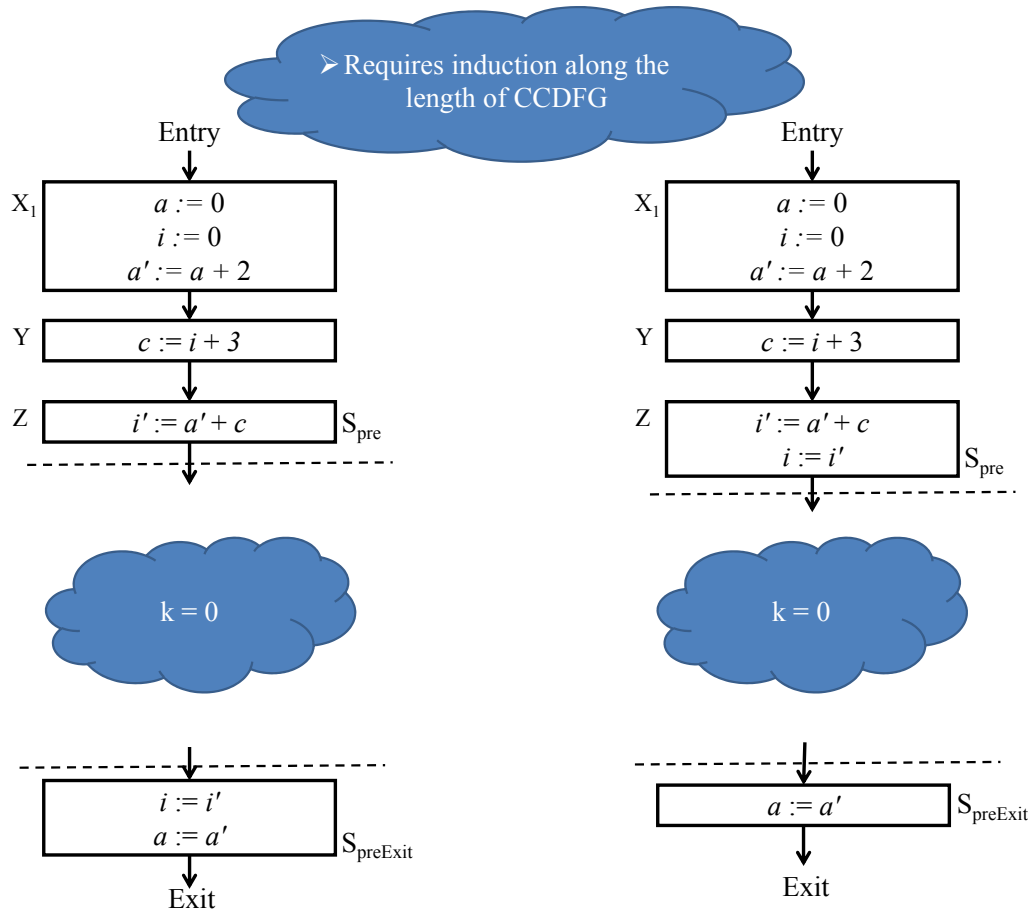 ➢ Requires induction along the
length of CCDFG
Entry
X1
a := 0
i := 0
a' := a + 2
Y
c := i + 3
Z
i' := a' + c
Spre
k = 0
i := i'
a := a'
SpreExit
Exit
Entry
X1
a := 0
i := 0
a' := a + 2
Y
c := i + 3
Z
i' := a' + c
i := i'
Spre
k = 0
a := a'
SpreExit
Exit